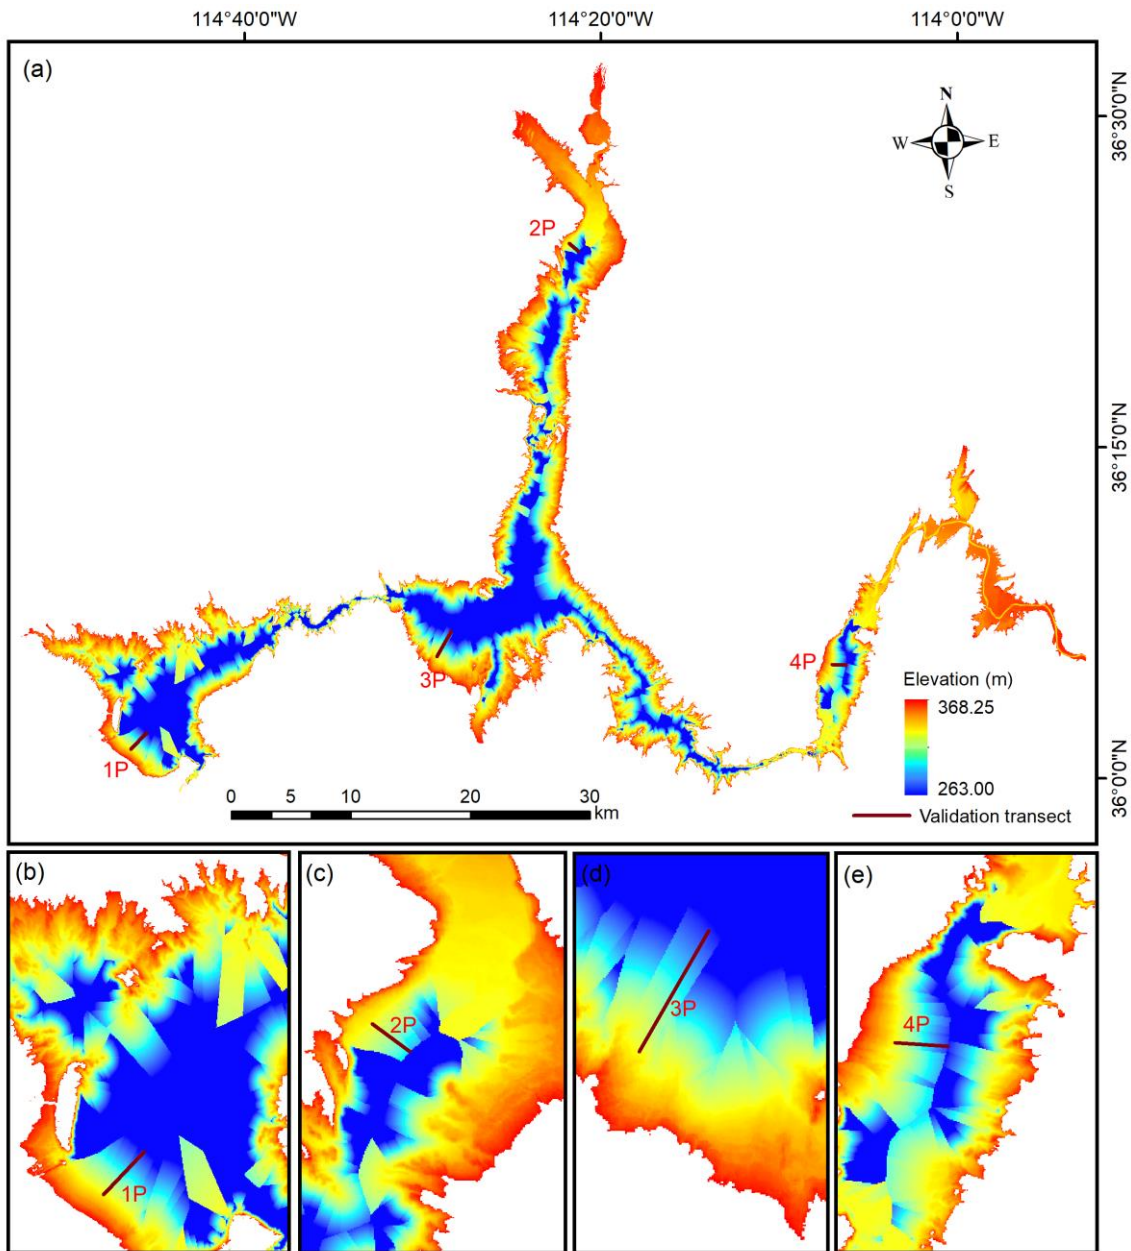 114°40'0"W 114°20'0"W 114°0'0"W
(a)
N
W E
S
36°30'0"N
2P
36°15'0"N
4P
3P
Elevation (m)
368.25
263.00
1P
36°0'0"N
0 5 10 20 30
km
Validation transect
(b) (c) (d) (e)
2P
3P
4P
1P